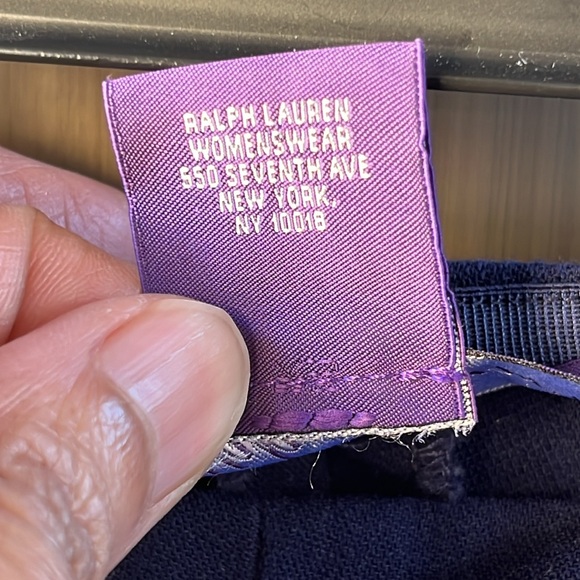 RALPH LAUREN
WOMENSWEAR
550 SEVENTH AVE
NEW YORK,
NY 10018